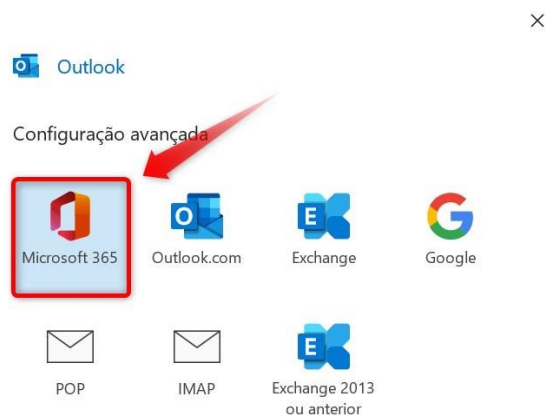 Outlook
Configuração avançada
Microsoft 365
Outlook.com
Exchange
Google
POP
IMAP
Exchange 2013
ou anterior